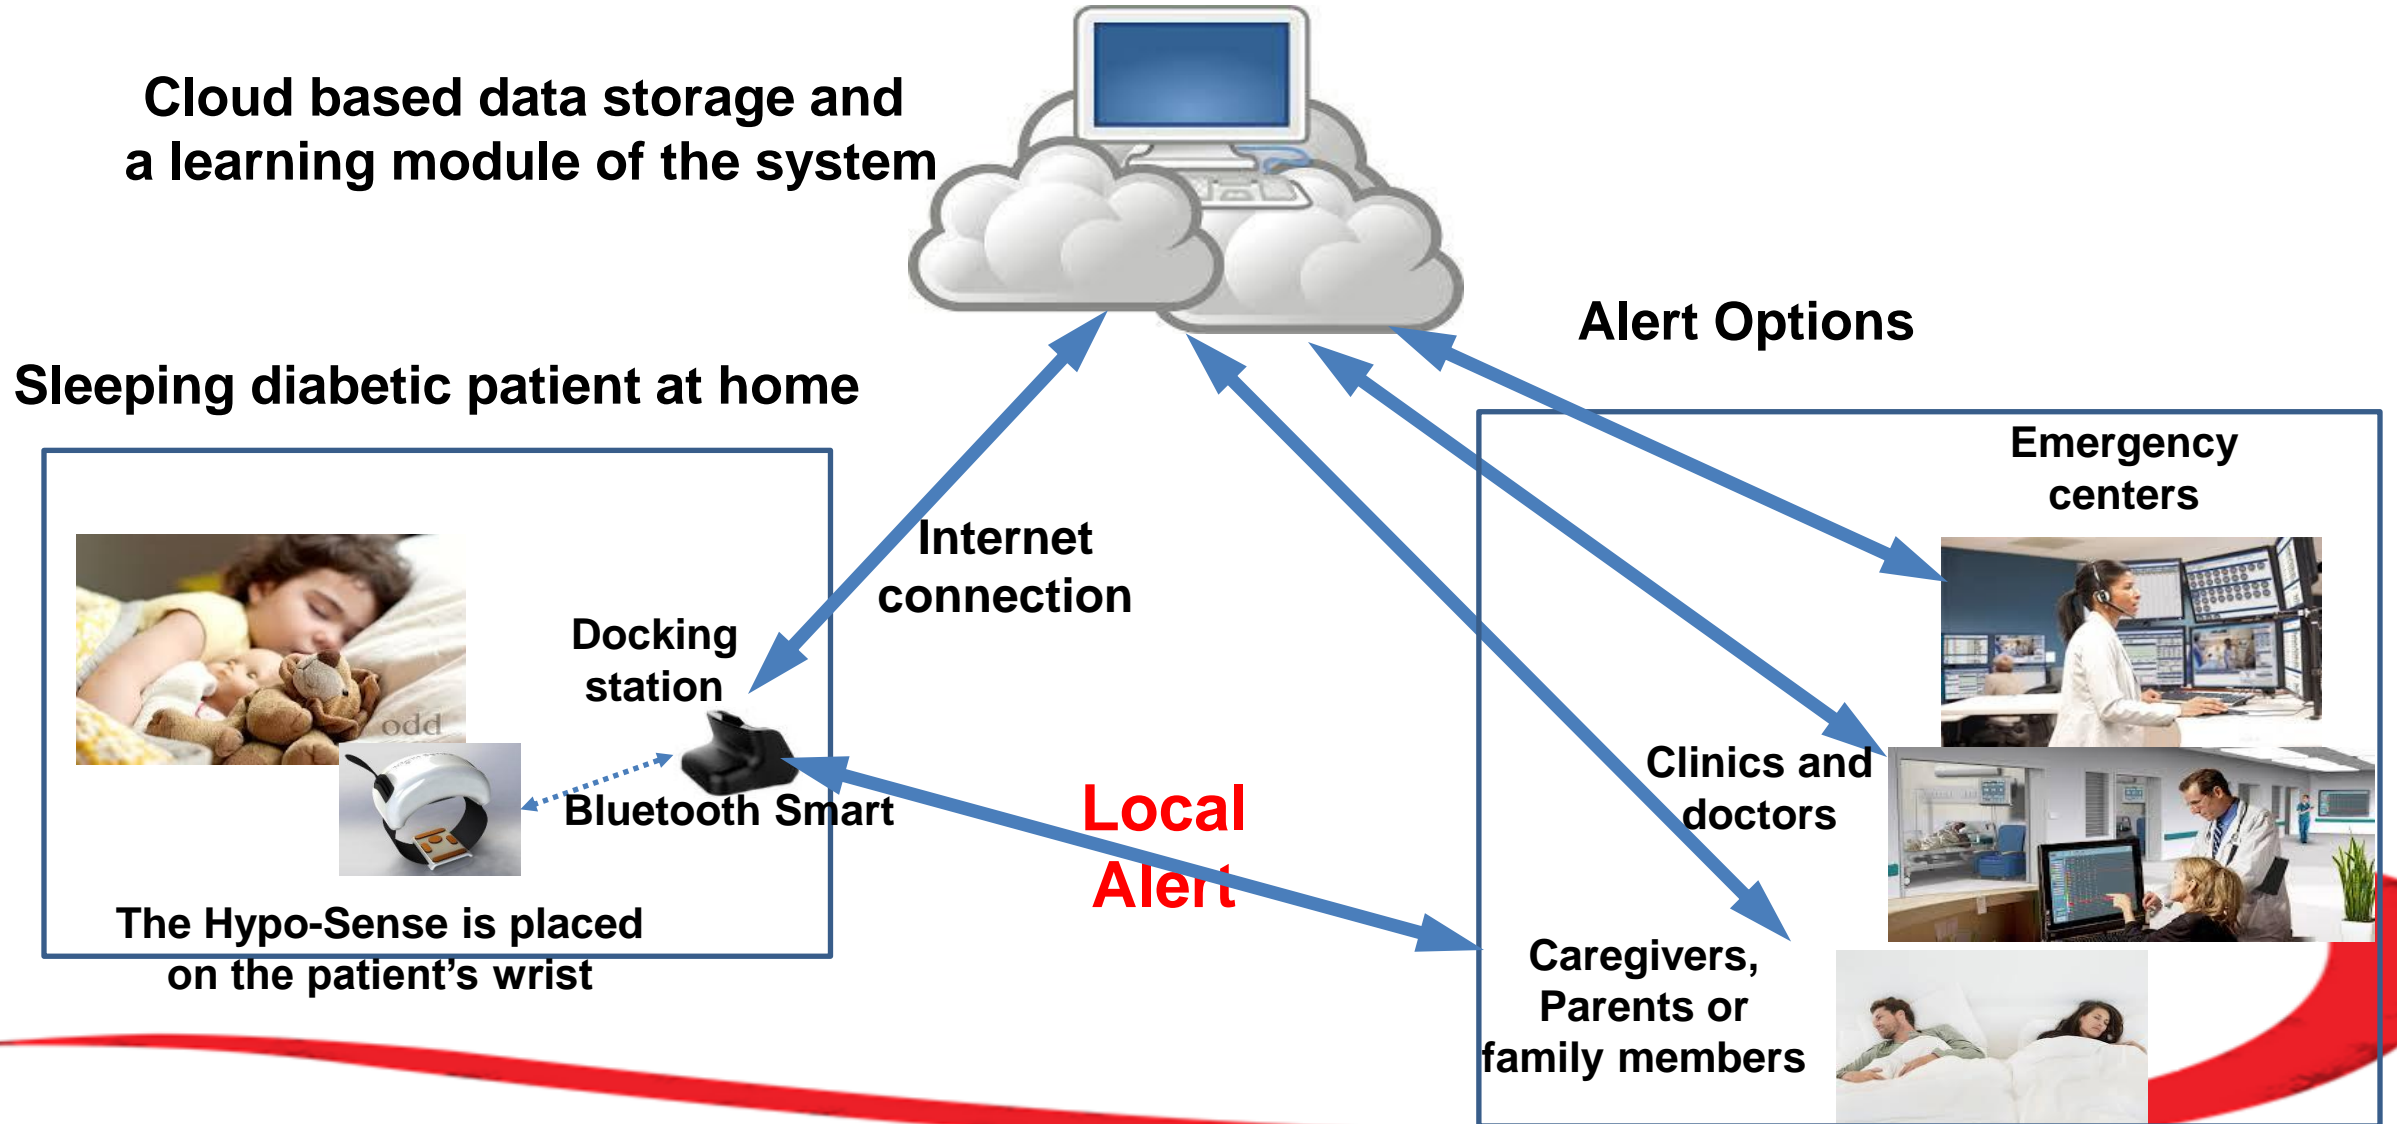 Cloud based data storage and
a learning module of the system
Alert Options
Sleeping diabetic patient at home
Emergency
centers
Internet
connection
Docking
station
odd
Bluetooth Smart
Local
Alert
Clinics and
doctors
The Hypo-Sense is placed
on the patient’s wrist
Caregivers,
Parents or
family members